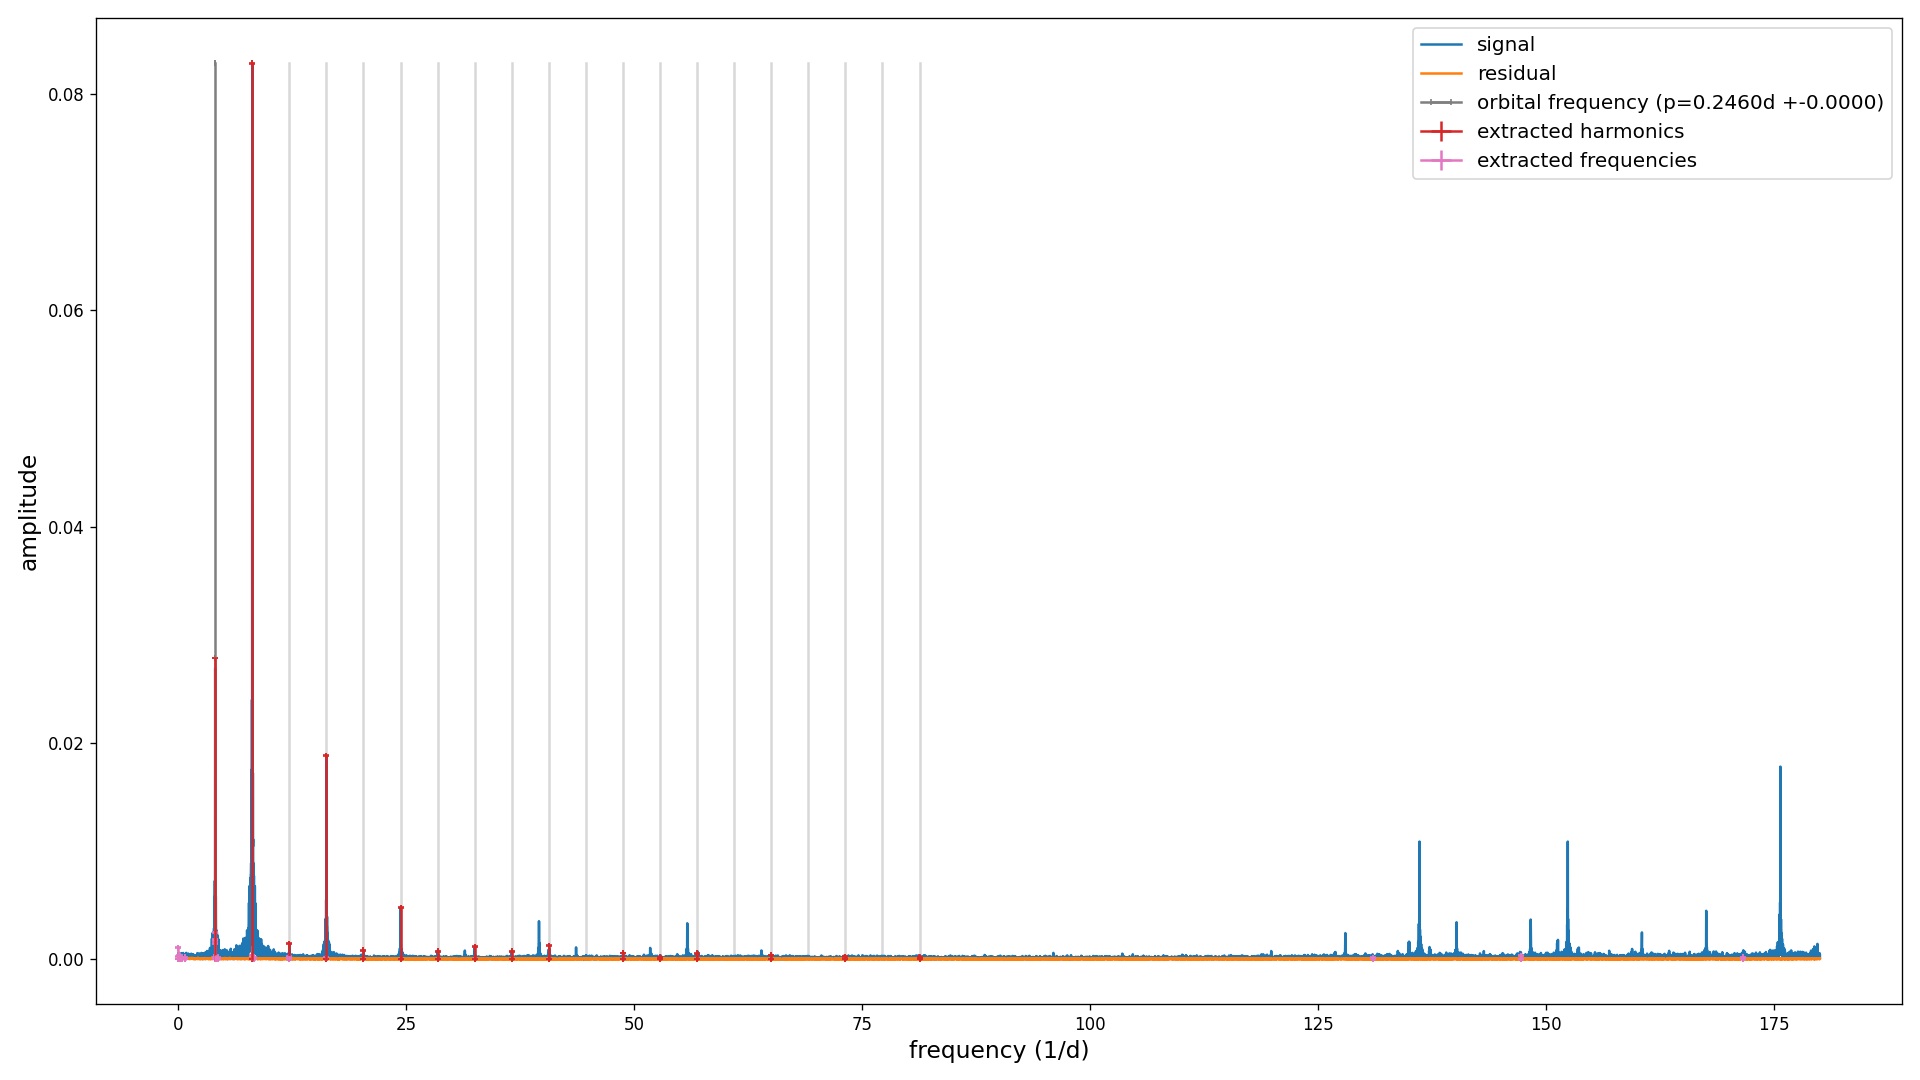 signal
residual
orbital frequency (p=0.2460d +-0.0000)
extracted harmonics
extracted frequencies
0.08
0.06
0.04
0.02
0.00
amplitude
0 25 50 75 100 125 150 175
frequency (1/d)